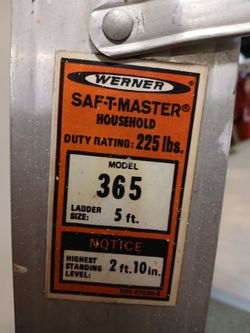 WERNER
SAF-T-MASTER®
HOUSEHOLD
DUTY RATING: 225 lbs.
MODEL
365
LADDER
SIZE: 5 ft.
NOTICE
HIGHEST
STANDING
LEVEL: 2 ft. 10 in.